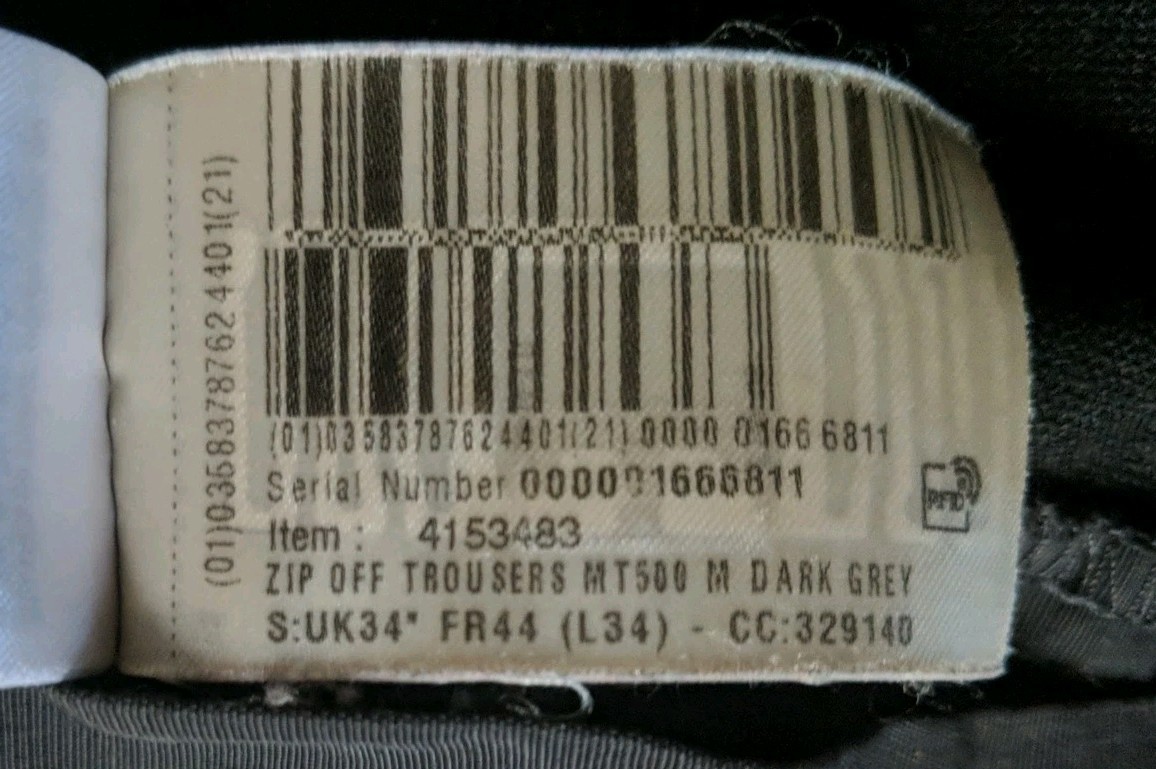 (01)03583787624401(21)
(01)03583787624401(21) 0000 0166 6811
Serial Number 000001666811
Item : 4153483
ZIP OFF TROUSERS MT500 M DARK GREY
S:UK34" FR44 (L34) - CC:329140
RFID